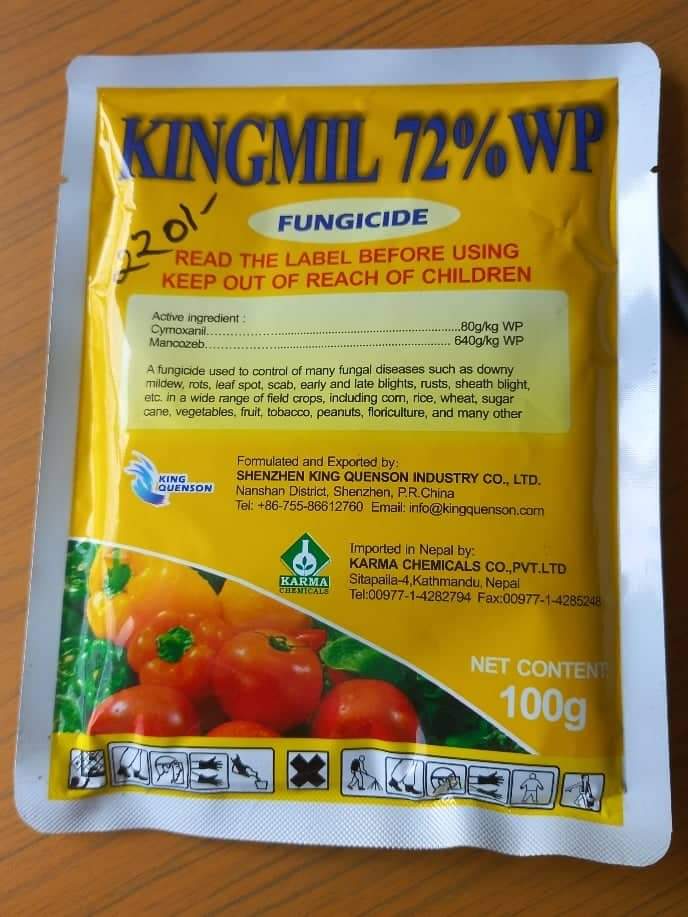 KINGMIL 72% WP
FUNGICIDE
2201-
READ THE LABEL BEFORE USING
KEEP OUT OF REACH OF CHILDREN
Active ingredient :
Cymoxanil..........................................................80g/kg WP
Mancozeb......................................................... 640g/kg WP
A fungicide used to control of many fungal diseases such as downy
mildew, rots, leaf spot, scab, early and late blights, rusts, sheath blight,
etc. in a wide range of field crops, including corn, rice, wheat, sugar
cane, vegetables, fruit, tobacco, peanuts, floriculture, and many other
KING
QUENSON
Formulated and Exported by:
SHENZHEN KING QUENSON INDUSTRY CO., LTD.
Nanshan District, Shenzhen, P.R.China
Tel: +86-755-86612760 Email: info@kingquenson.com
KARMA
CHEMICALS
Imported in Nepal by:
KARMA CHEMICALS CO.,PVT.LTD
Sitapaila-4,Kathmandu, Nepal
Tel:00977-1-4282794 Fax:00977-1-4285248
NET CONTENT
100g